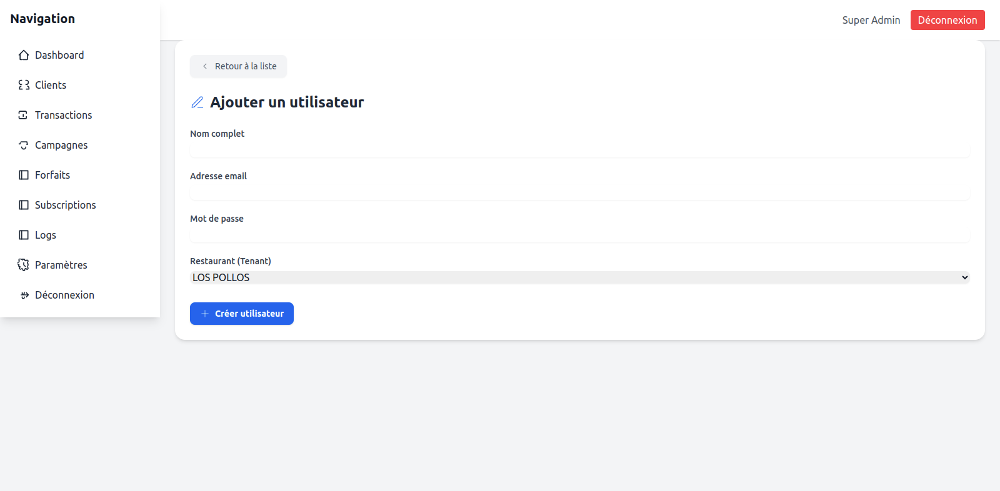 Navigation
Dashboard
Clients
Transactions
Campagnes
Forfaits
Subscriptions
Logs
Paramètres
Déconnexion
Super Admin
Déconnexion
Retour à la liste
Ajouter un utilisateur
Nom complet
Adresse email
Mot de passe
Restaurant (Tenant)
LOS POLLOS
Créer utilisateur